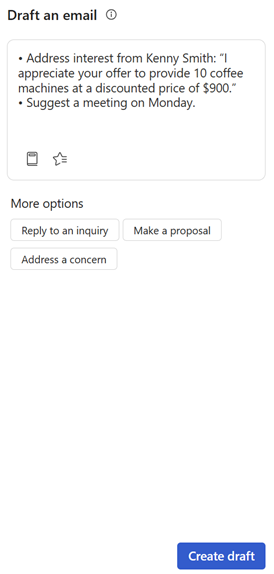 Draft an email
• Address interest from Kenny Smith: “I
appreciate your offer to provide 10 coffee
machines at a discounted price of $900.”
• Suggest a meeting on Monday.
More options
Reply to an inquiry
Make a proposal
Address a concern
Create draft